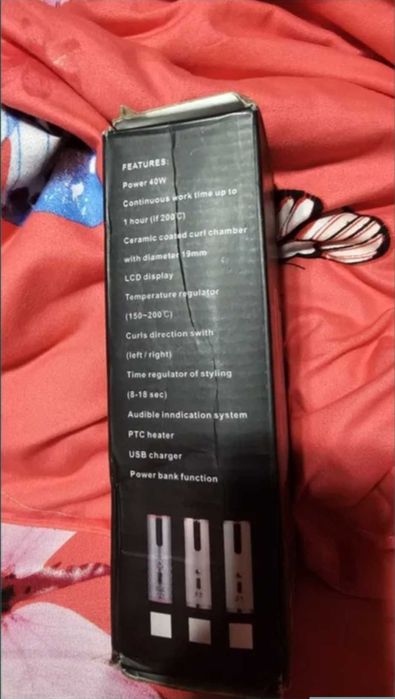 FEATURES:
Power 40W
Continuous work time up to
1 hour (if 200℃)
Ceramic coated curl chamber
with diameter 19mm
LCD display
Temperature regulator
(150~200℃)
Curls direction swith
(left / right)
Time regulator of styling
(8-18 sec)
Audible inndication system
PTC heater
USB charger
Power bank function